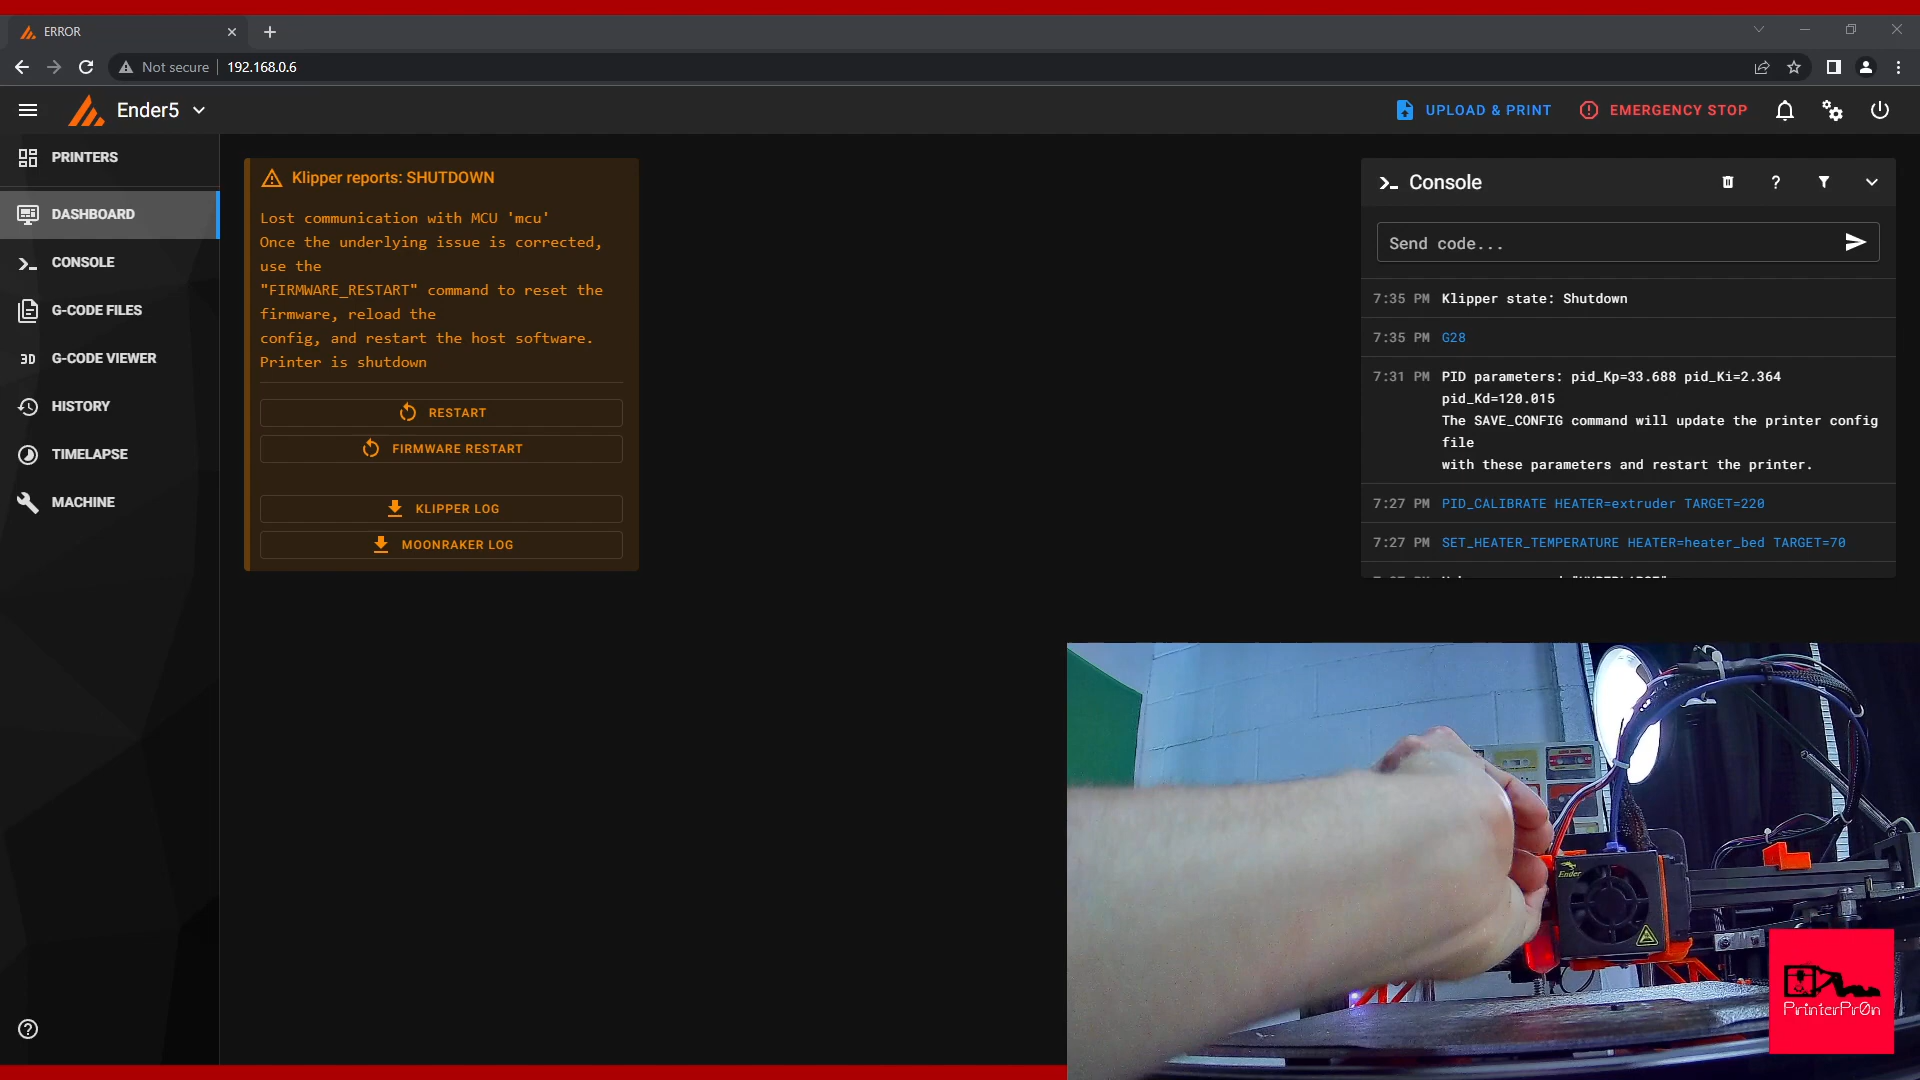 ERROR
Not secure
192.168.0.6
Ender5
UPLOAD & PRINT
EMERGENCY STOP
PRINTERS
DASHBOARD
CONSOLE
G-CODE FILES
3D
G-CODE VIEWER
HISTORY
TIMELAPSE
MACHINE
Klipper reports: SHUTDOWN
Lost communication with MCU 'mcu'
Once the underlying issue is corrected,
use the
"FIRMWARE_RESTART" command to reset the
firmware, reload the
config, and restart the host software.
Printer is shutdown
RESTART
FIRMWARE RESTART
KLIPPER LOG
MOONRAKER LOG
Console
Send code...
7:35 PM Klipper state: Shutdown
7:35 PM G28
7:31 PM PID parameters: pid_Kp=33.688 pid_Ki=2.364
pid_Kd=120.015
The SAVE_CONFIG command will update the printer config
file
with these parameters and restart the printer.
7:27 PM PID_CALIBRATE HEATER=extruder TARGET=220
7:27 PM SET_HEATER_TEMPERATURE HEATER=heater_bed TARGET=70
Ender
PrinterPr0n